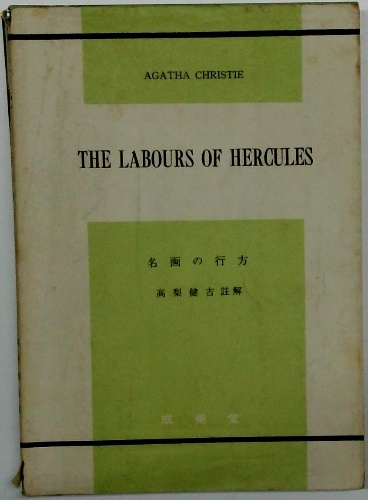 AGATHA CHRISTIE
THE LABOURS OF HERCULES
名画の行方
高梨健吉註解
成美堂